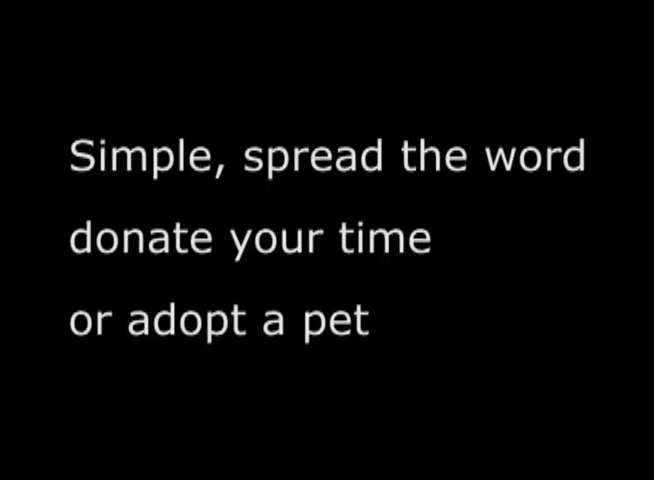 Simple, spread the word
donate your time
or adopt a pet